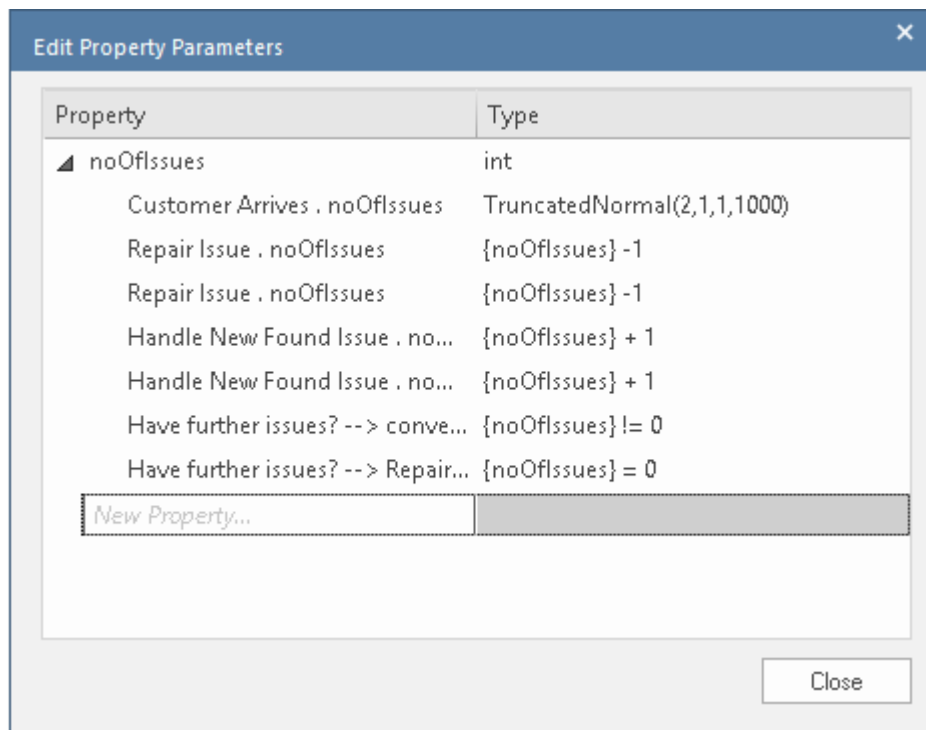 Edit Property Parameters
Property Type
noOfIssues int
Customer Arrives . noOfIssues TruncatedNormal(2,1,1,1000)
Repair Issue . noOfIssues {noOfIssues} -1
Repair Issue . noOfIssues {noOfIssues} -1
Handle New Found Issue . no... {noOfIssues} + 1
Handle New Found Issue . no... {noOfIssues} + 1
Have further issues? --> conve... {noOfIssues} != 0
Have further issues? --> Repair... {noOfIssues} = 0
New Property...
Close